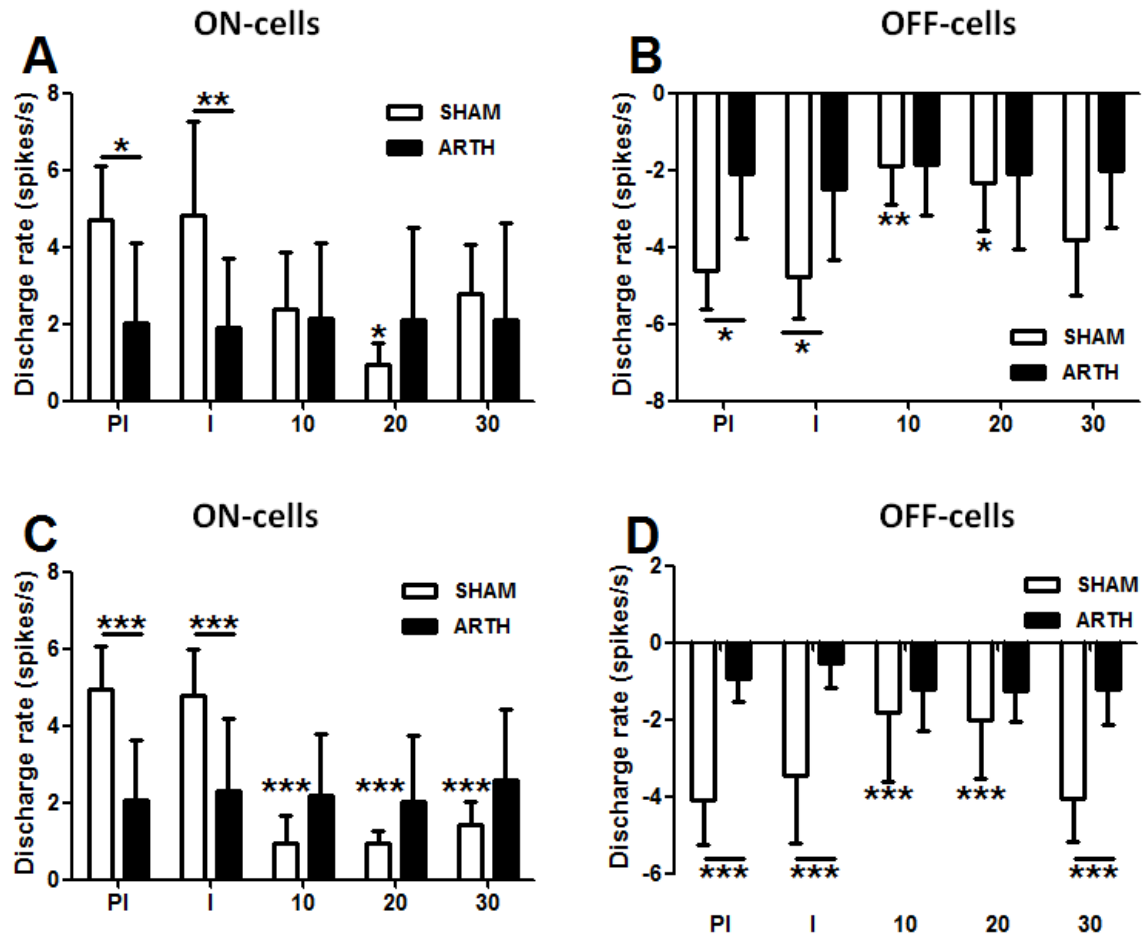 ON-cells
OFF-cells
A
B
8
6
4
2
0
Discharge rate (spikes/s)
*
**
*
SHAM
ARTH
PI I 10 20 30
0
-2
-4
-6
-8
Discharge rate (spikes/s)
**
*
*
*
SHAM
ARTH
PI I 10 20 30
ON-cells
OFF-cells
C
D
8
6
4
2
0
Discharge rate (spikes/s)
*** ***
*** *** ***
SHAM
ARTH
PI I 10 20 30
2
0
-2
-4
-6
Discharge rate (spikes/s)
SHAM
ARTH
*** ***
*** *** ***
PI I 10 20 30